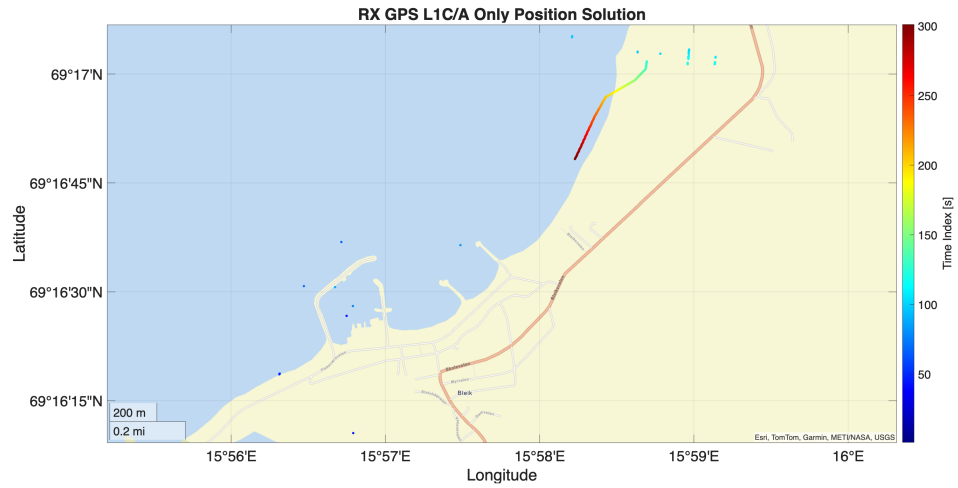 RX GPS L1C/A Only Position Solution
69°17'N
69°16'45"N
69°16'30"N
69°16'15"N
Latitude
15°56'E
15°57'E
15°58'E
15°59'E
16°E
Longitude
200 m
0.2 mi
Bleik
Esri, TomTom, Garmin, METI/NASA, USGS
300
250
200
150
100
50
Time Index [s]